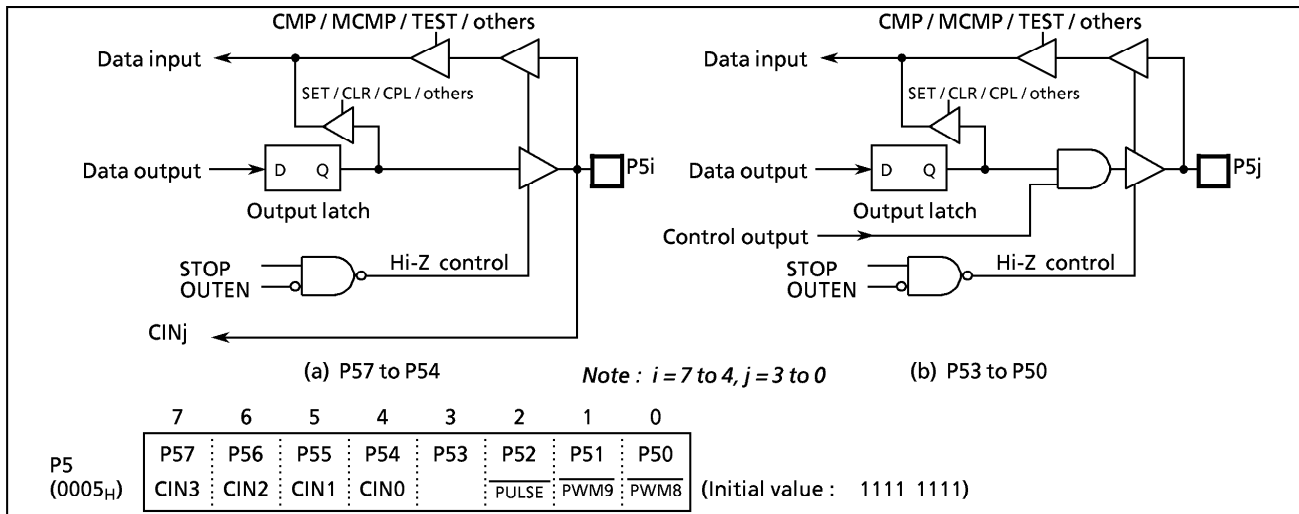 CMP / MCMP / TEST / others
Data input
SET / CLR / CPL / others
Data output
D Q
P5i
Output latch
STOP
OUTEN
Hi-Z control
CINj
(a) P57 to P54
CMP / MCMP / TEST / others
Data input
SET / CLR / CPL / others
Data output
D Q
P5j
Output latch
Control output
STOP
OUTEN
Hi-Z control
(b) P53 to P50
Note : i = 7 to 4, j = 3 to 0
7 6 5 4 3 2 1 0
P5 (0005H)
P57 P56 P55 P54 P53 P52 P51 P50
CIN3 CIN2 CIN1 CIN0 PULSE PWM9 PWM8
(Initial value : 1111 1111)